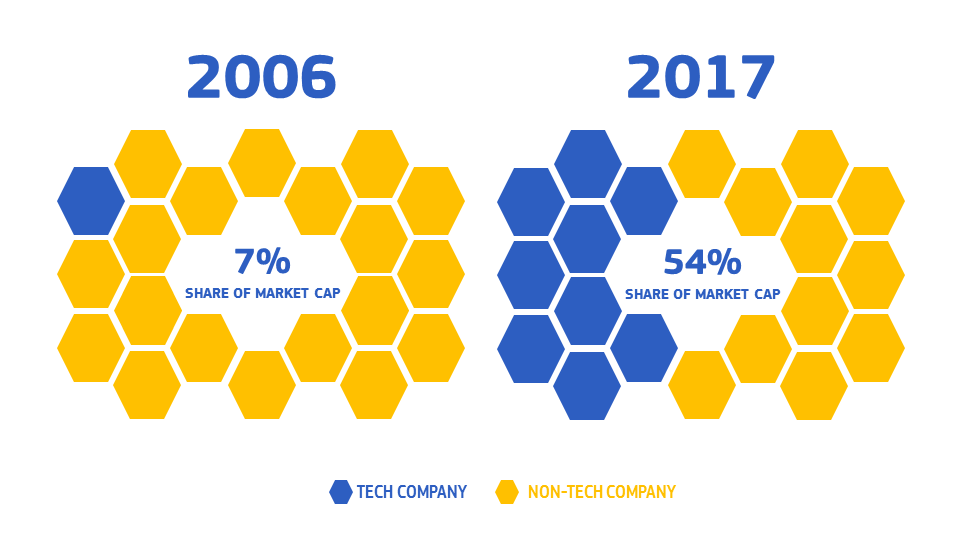 2006
2017
7%
SHARE OF MARKET CAP
54%
SHARE OF MARKET CAP
TECH COMPANY
NON-TECH COMPANY